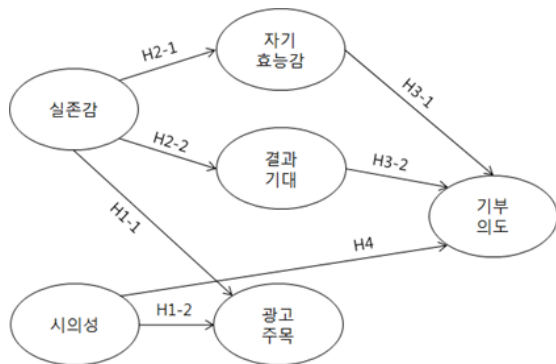 자기
효능감
H2-1
실존감
H3-1
H2-2
결과
기대
H3-2
기부
의도
H1-1
H4
시의성
H1-2
광고
주목